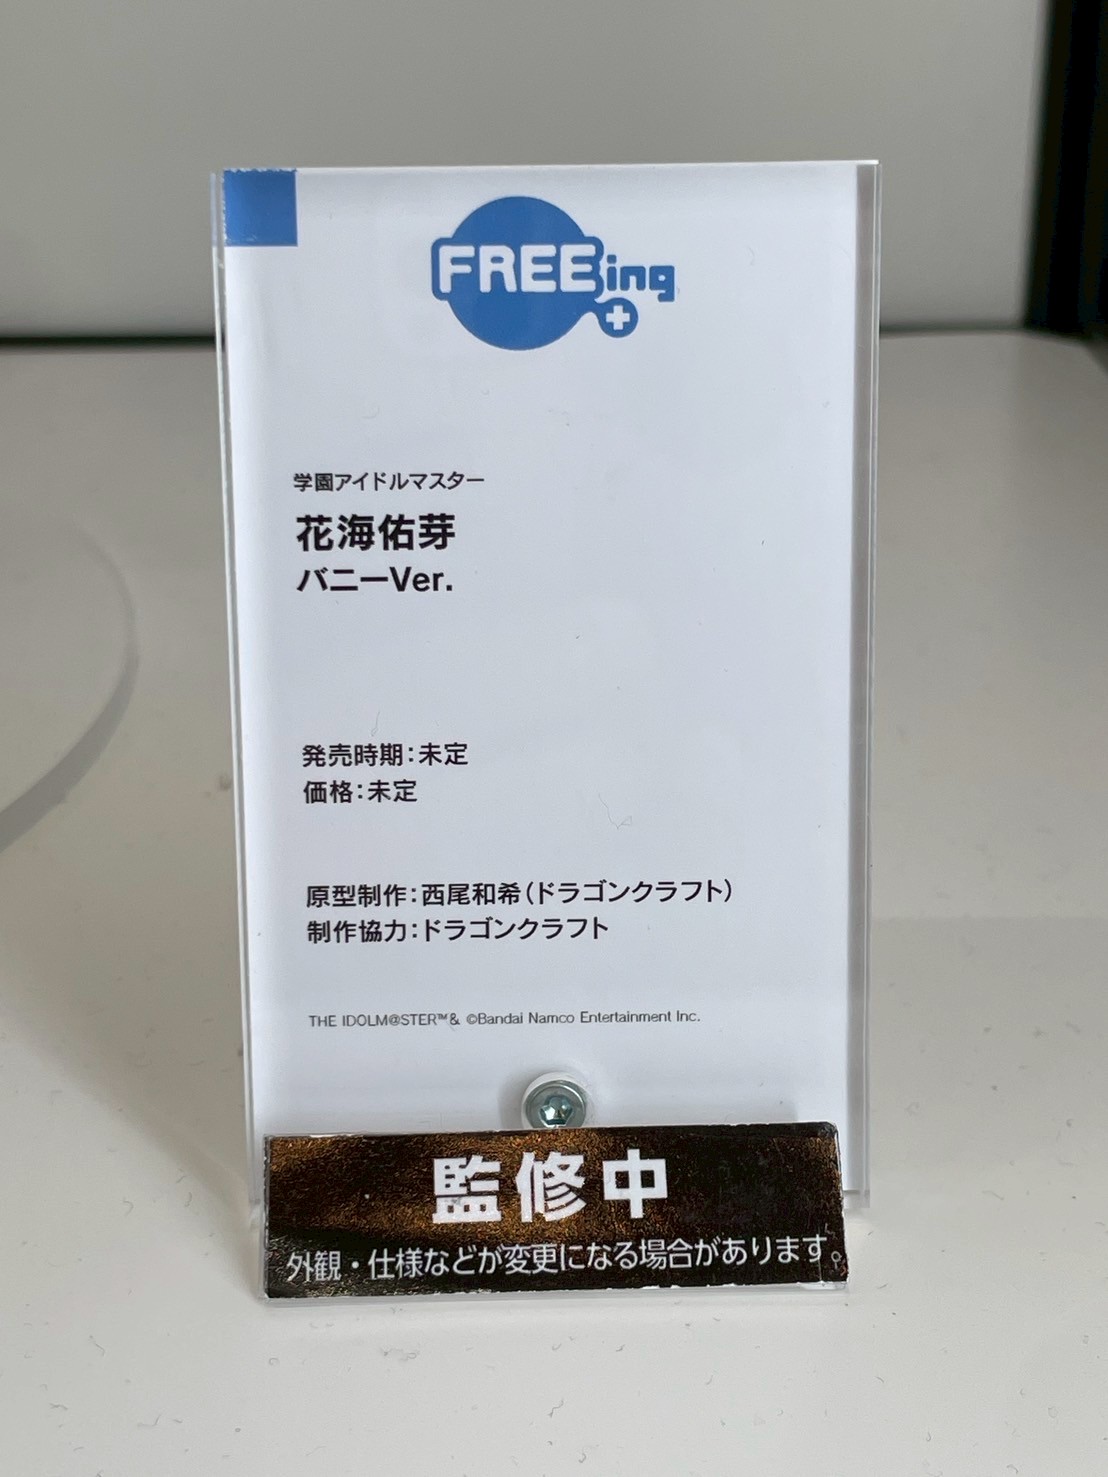 FREEing
学園アイドルマスター
花海佑芽
バニーVer.
発売時期：未定
価格：未定
原型制作：西尾和希（ドラゴンクラフト）
制作協力：ドラゴンクラフト
THE IDOLM@STER™& ©Bandai Namco Entertainment Inc.
監修中
外観・仕様などが変更になる場合があります。